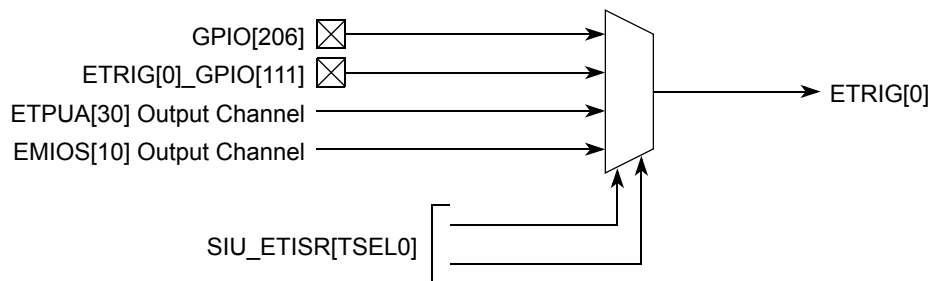 GPIO[206]
ETRIG[0]_GPIO[111]
ETPUA[30] Output Channel
EMIOS[10] Output Channel
ETRIG[0]
SIU_ETISR[TSEL0]